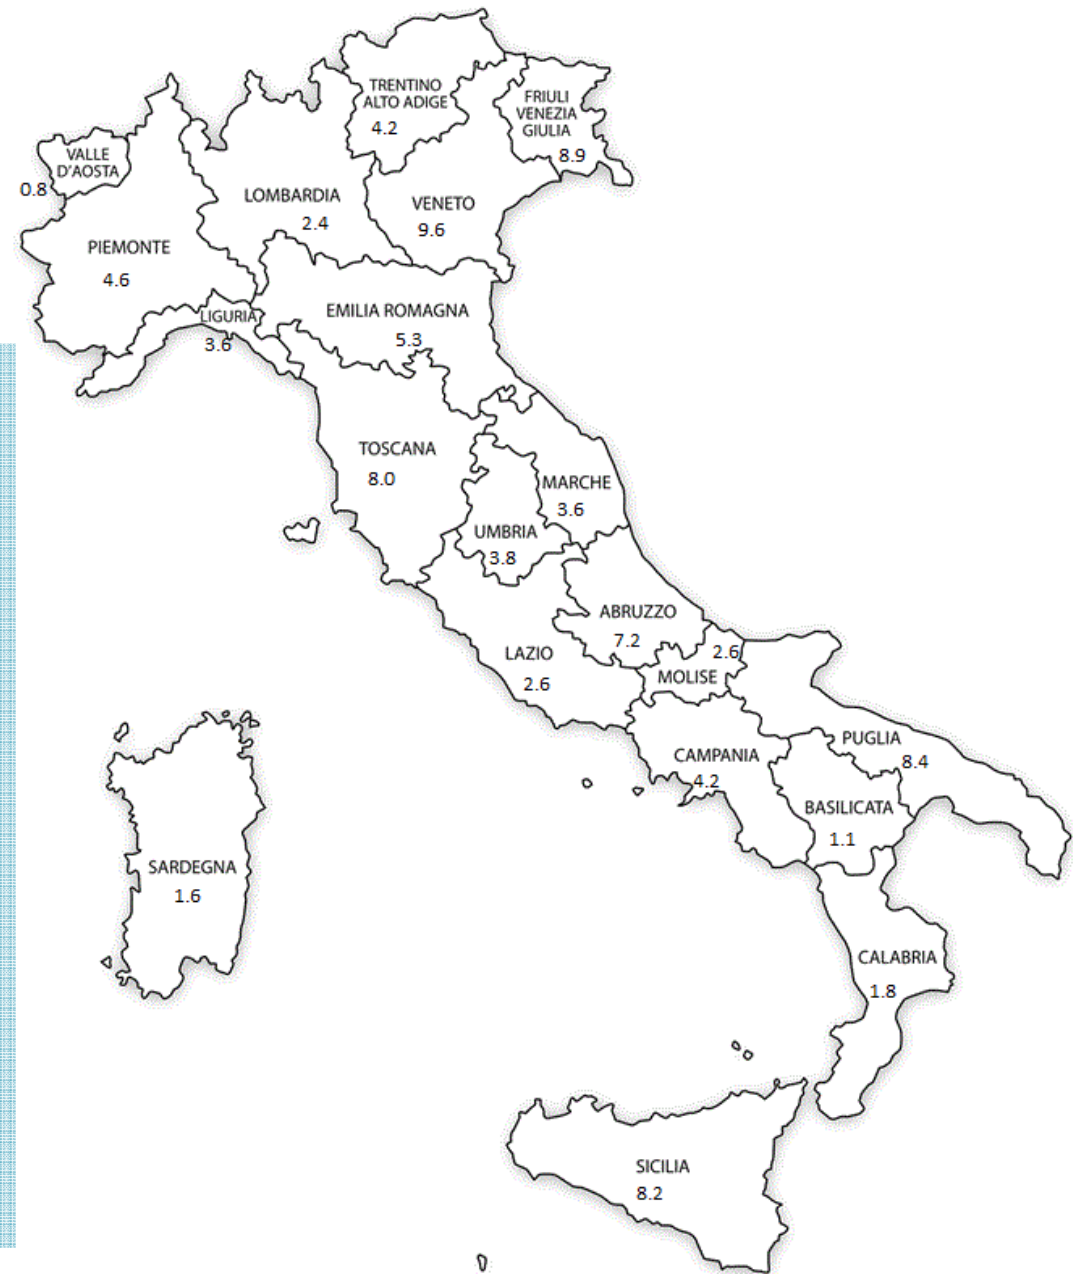 TRENTINO
ALTO ADIGE
4.2
FRIULI
VENEZIA
GIULIA
8.9
VALLE
D'AOSTA
0.8
LOMBARDIA
2.4
VENETO
9.6
PIEMONTE
4.6
LIGURIA
3.6
EMILIA ROMAGNA
5.3
TOSCANA
8.0
MARCHE
3.6
UMBRIA
3.8
ABRUZZO
7.2
LAZIO
2.6
2.6
MOLISE
CAMPANIA
4.2
PUGLIA
8.4
BASILICATA
1.1
SARDEGNA
1.6
CALABRIA
1.8
SICILIA
8.2